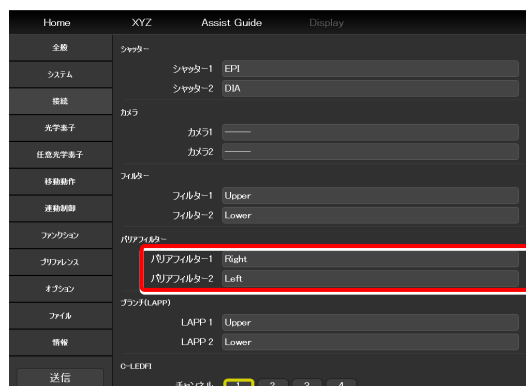 Home XYZ Assist Guide Display
全般
システム
接続
光学素子
任意光学素子
移動動作
連動制御
ファンクション
プリファレンス
オプション
ファイル
情報
送信
シャッター
シャッター1 EPI
シャッター2 DIA
カメラ
カメラ1 -----
カメラ2 -----
フィルター
フィルター1 Upper
フィルター2 Lower
バリアフィルター
バリアフィルター1 Right
バリアフィルター2 Left
ブランチ(LAPP)
LAPP 1 Upper
LAPP 2 Lower
C-LEDFI
チャンネル 1 2 3 4